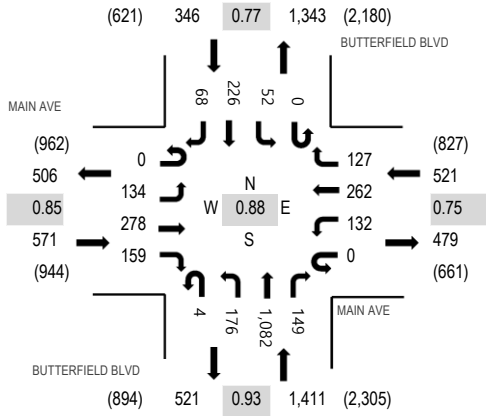 (621) 346 0.77 1,343 (2,180)
BUTTERFIELD BLVD
68 226 52 0
MAIN AVE
(962) (827)
0 127
506 521
134 N 262
0.85 W 0.88 E 0.75
278 S 132
571 479
159 0
(944) (661)
4 176 1,082 149
MAIN AVE
BUTTERFIELD BLVD
(894) 521 0.93 1,411 (2,305)